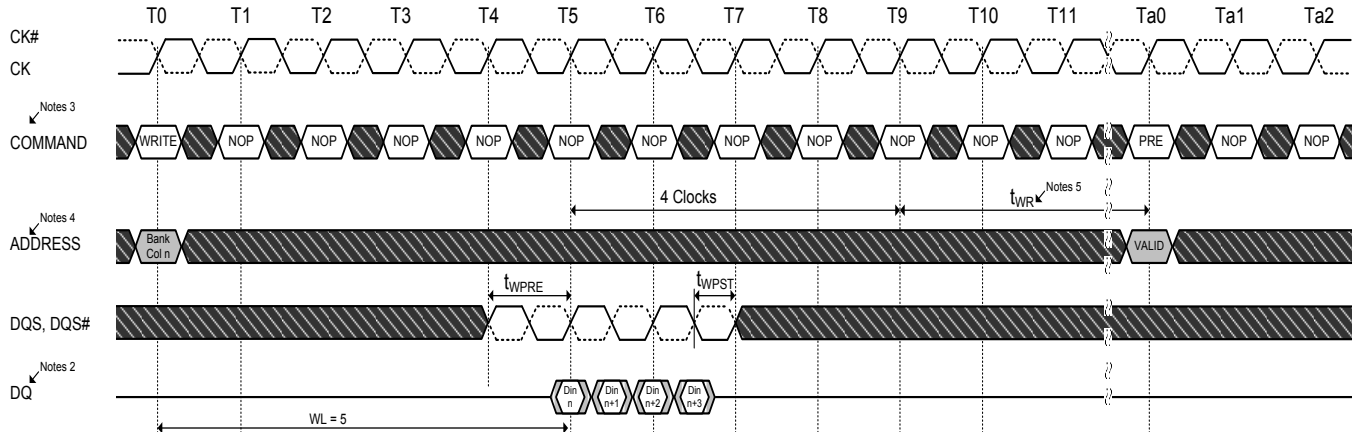 T0 T1 T2 T3 T4 T5 T6 T7 T8 T9 T10 T11 Ta0 Ta1 Ta2
CK#
CK
Notes 3
COMMAND WRITE NOP NOP NOP NOP NOP NOP NOP NOP NOP NOP NOP PRE NOP NOP
4 Clocks tWR Notes 5
Notes 4
ADDRESS Bank Col n VALID
tWPRE tWPST
DQS, DQS#
Notes 2
DQ Din n Din n+1 Din n+2 Din n+3
WL = 5